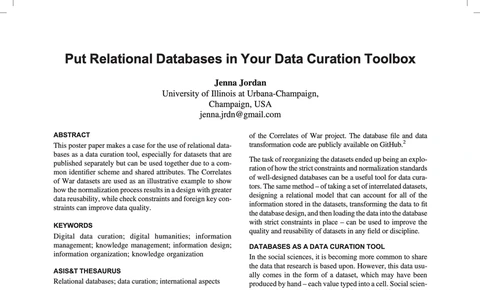 Put Relational Databases in Your Data Curation Toolbox
Jenna Jordan
University of Illinois at Urbana-Champaign,
Champaign, USA
jenna.jrdn@gmail.com
ABSTRACT
This poster paper makes a case for the use of relational data-
bases as a data curation tool, especially for datasets that are
published separately but can be used together due to a com-
mon identifier scheme and shared attributes. The Correlates
of War datasets are used as an illustrative example to show
how the normalization process results in a design with greater
data reusability, while check constraints and foreign key con-
straints can improve data quality.
KEYWORDS
Digital data curation; digital humanities; information
management; knowledge management; information design;
information organization; knowledge organization
ASIS&T THESAURUS
Relational databases; data curation; international aspects
of the Correlates of War project. The database file and data
transformation code are publicly available on GitHub.2
The task of reorganizing the datasets ended up being an explo-
ration of how the strict constraints and normalization standards
of well-designed databases can be a useful tool for data cura-
tors. The same method – of taking a set of interrelated datasets,
designing a relational model that can account for all of the
information stored in the datasets, transforming the data to fit
the database design, and then loading the data into the database
with strict constraints in place – can be used to improve the
quality and reusability of datasets in any field or discipline.
DATABASES AS A DATA CURATION TOOL
In the social sciences, it is becoming more common to share
the data that research is based upon. However, this data usu-
ally comes in the form of a dataset, which may have been
produced by hand – each value typed into a cell. Social scien-